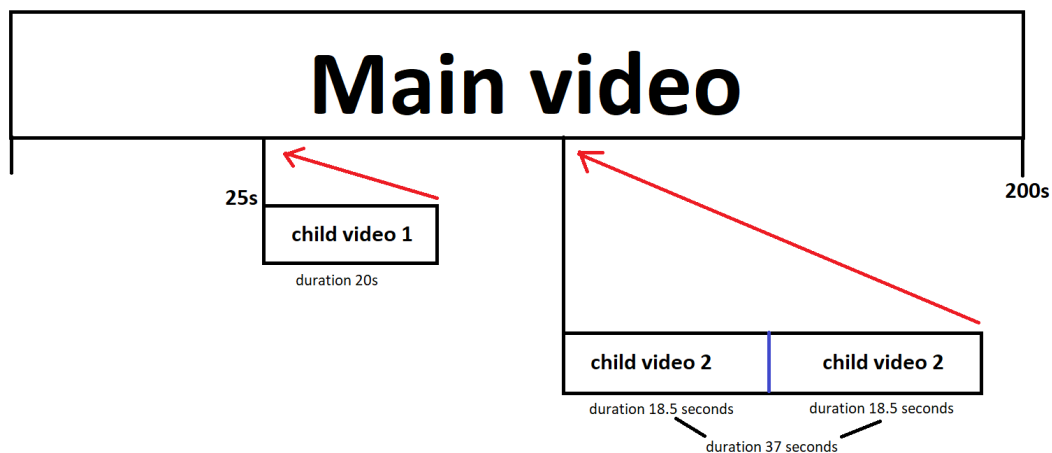 Main video
25s
200s
child video 1
duration 20s
child video 2
child video 2
duration 18.5 seconds
duration 18.5 seconds
duration 37 seconds